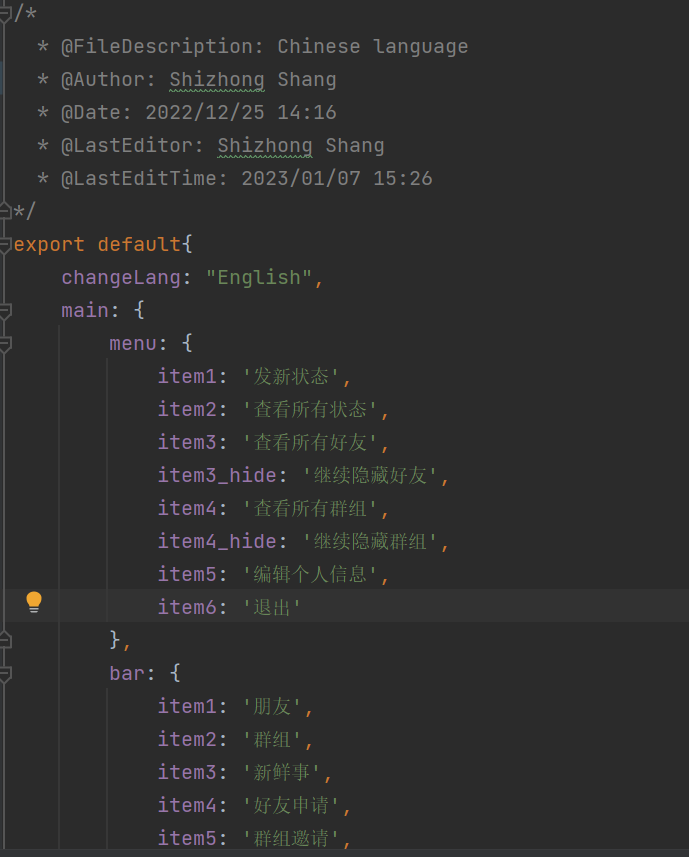 /*
* @FileDescription: Chinese language
* @Author: Shizhong Shang
* @Date: 2022/12/25 14:16
* @LastEditor: Shizhong Shang
* @LastEditTime: 2023/01/07 15:26
*/
export default{
changeLang: "English",
main: {
menu: {
item1: '发新状态',
item2: '查看所有状态',
item3: '查看所有好友',
item3_hide: '继续隐藏好友',
item4: '查看所有群组',
item4_hide: '继续隐藏群组',
item5: '编辑个人信息',
item6: '退出'
},
bar: {
item1: '朋友',
item2: '群组',
item3: '新鲜事',
item4: '好友申请',
item5: '群组邀请',